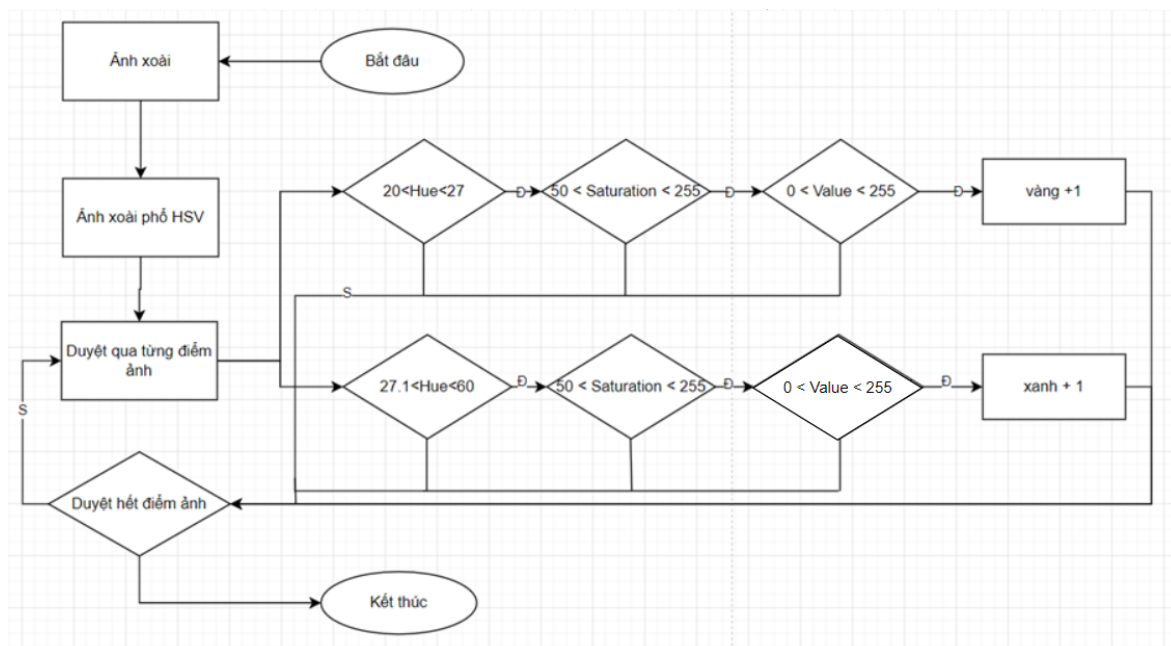 Ảnh xoài
Bắt đâu
Ảnh xoài phổ HSV
20<Hue<27
Đ
50 < Saturation < 255
Đ
0 < Value < 255
Đ
vàng +1
S
Duyệt qua từng điểm
ảnh
27.1<Hue<60
Đ
50 < Saturation < 255
Đ
0 < Value < 255
Đ
xanh + 1
S
Duyệt hết điểm ảnh
Kết thúc